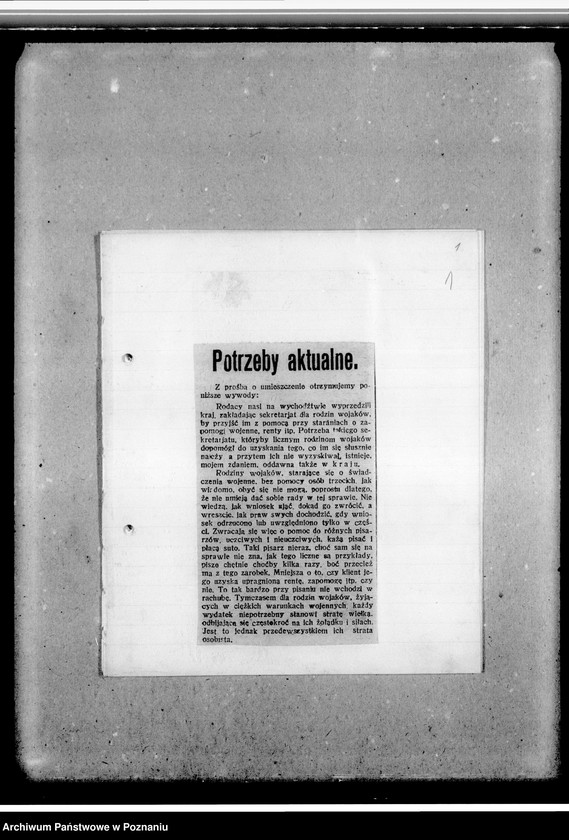 1
1
Potrzeby aktualne.
Z prośba o umieszczenie otrzymujemy po-
niższe wywody:
Rodacy nasi na wychodźtwie wyprzedzili
kraj, zakładając sekretarjat dla rodzin wojaków,
by przyjść im z pomocą przy staraniach o za-
pomogi wojenne, renty itp. Potrzeba takiego se-
kretarjatu, któryby licznym rodzinom wojaków
dopomógł do uzyskania tego, co im się słusznie
należy a przytem ich nie wyzyskiwał, istnieje,
mojem zdaniem, oddawna także w kraju.
Rodziny wojaków, starające się o świad-
czenia wojenne, bez pomocy osób trzecich, jak
wiadomo, obyć się nie mogą, poprostu dlatego,
że nie umieją dać sobie rady w tej sprawie. Nie
wiedzą, jak wniosek ująć, dokąd go zwrócić, a
wreszcie, jak praw swych dochodzić, gdy wnio-
sek odrzucono lub uwzględniono tylko w częś-
ci. Zwracają się więc o pomoc do różnych pisa-
rzów, uczciwych i nieuczciwych, każą pisać i
płacą suto. Taki pisarz nieraz, choć sam się na
sprawie nie zna, jak tego liczne są przykłady,
pisze chętnie choćby kilka razy, boć przecież
ma z tego zarobek. Mniejsza o to, czy klient je-
go uzyska upragnioną rentę, zapomogę itp. czy
nie. To tak bardzo przy pisaniu nie wchodzi w
rachubę. Tymczasem dla rodzin wojaków, żyją-
cych w ciężkich warunkach wojennych, każdy
wydatek niepotrzebny stanowi stratę wielką,
odbijającą się częstokroć na ich żołądku i siłach.
Jest to jednak przedewszystkiem ich strata
osobista.
Archiwum Państwowe w Poznaniu